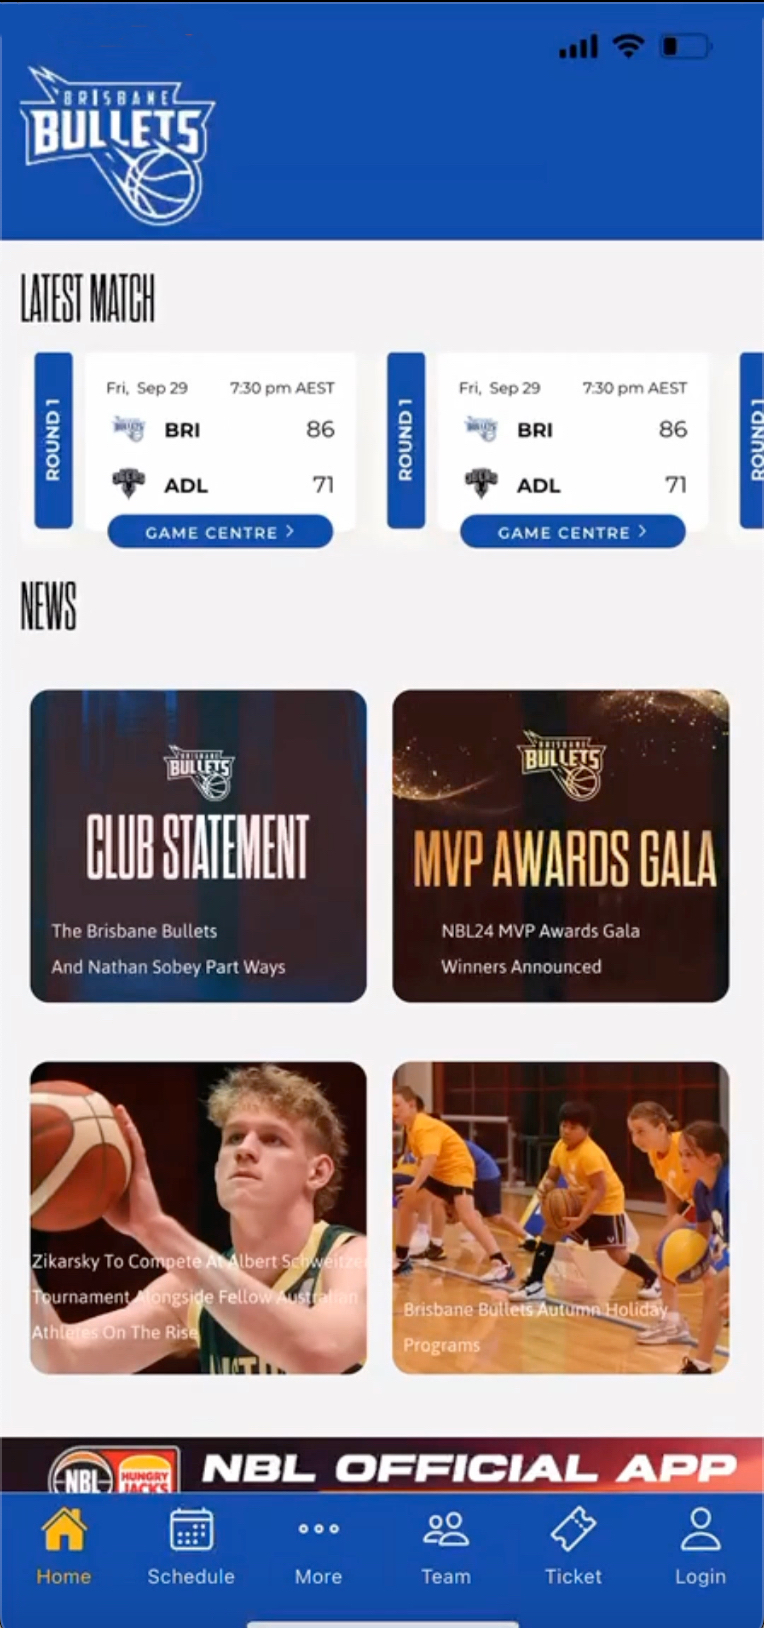 BRISBANE
BULLETS
LATEST MATCH
ROUND 1
Fri, Sep 29 7:30 pm AEST
BRI 86
ADL 71
GAME CENTRE >
ROUND 1
Fri, Sep 29 7:30 pm AEST
BRI 86
ADL 71
GAME CENTRE >
ROUND 1
NEWS
BRISBANE
BULLETS
CLUB STATEMENT
The Brisbane Bullets
And Nathan Sobey Part Ways
BRISBANE
BULLETS
MVP AWARDS GALA
NBL24 MVP Awards Gala
Winners Announced
Zikarsky To Compete At Albert Schweitzer
Tournament Alongside Fellow Australian
Athletes On The Rise
Brisbane Bullets Autumn Holiday
Programs
NBL
HUNGRY
JACKS
NBL OFFICIAL APP
Home
Schedule
More
Team
Ticket
Login